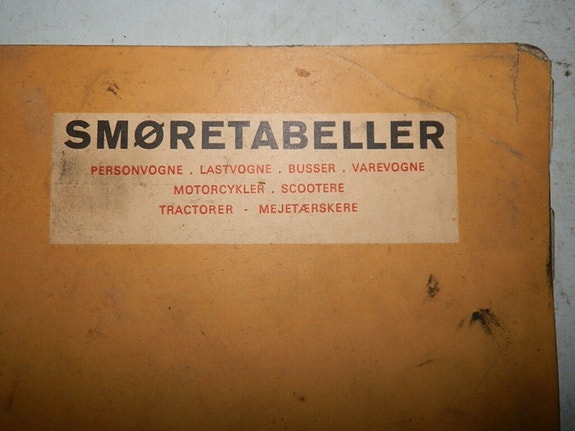 SMØRETABELLER
PERSONVOGNE . LASTVOGNE . BUSSER . VAREVOGNE
MOTORCYKLER . SCOOTERE
TRACTORER - MEJETÆRSKERE